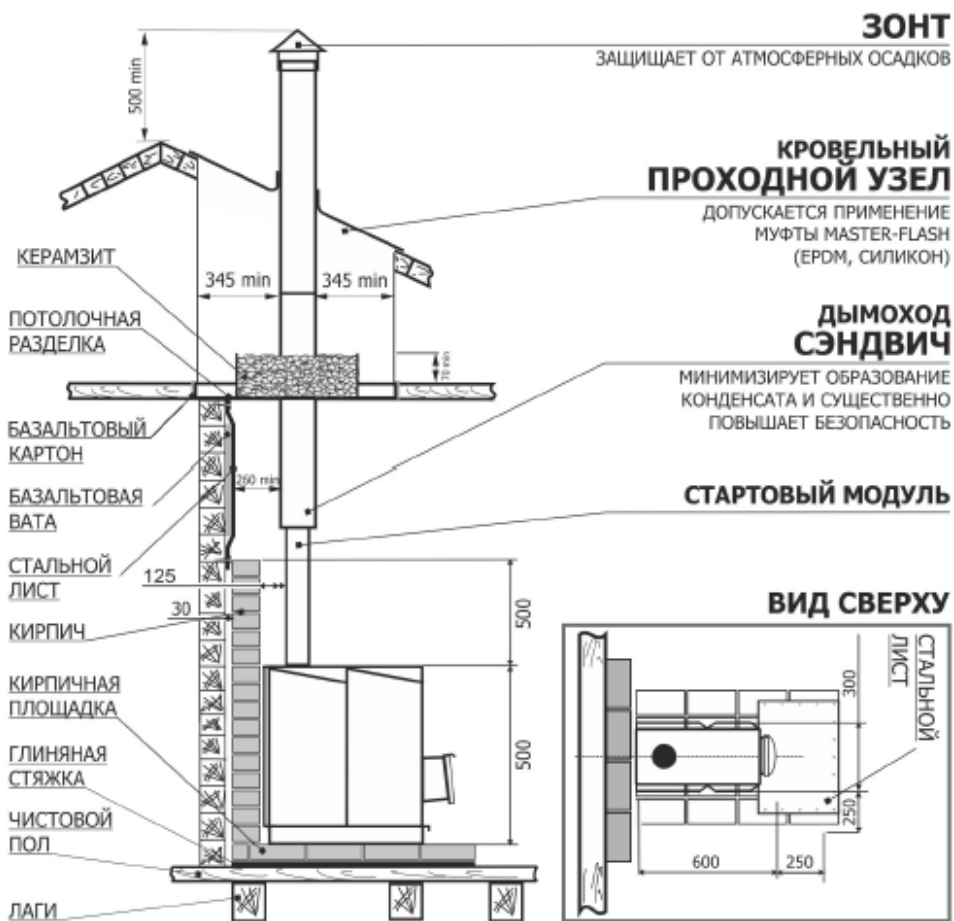 ЗОНТ
ЗАЩИЩАЕТ ОТ АТМОСФЕРНЫХ ОСАДКОВ
500 min
КРОВЕЛЬНЫЙ
ПРОХОДНОЙ УЗЕЛ
ДОПУСКАЕТСЯ ПРИМЕНЕНИЕ
МУФТЫ MASTER-FLASH
(EPDM, СИЛИКОН)
КЕРАМЗИТ
345 min
345 min
ПОТОЛОЧНАЯ
РАЗДЕЛКА
70 min
ДЫМОХОД
СЭНДВИЧ
МИНИМИЗИРУЕТ ОБРАЗОВАНИЕ
КОНДЕНСАТА И СУЩЕСТВЕННО
ПОВЫШАЕТ БЕЗОПАСНОСТЬ
БАЗАЛЬТОВЫЙ
КАРТОН
260 min
БАЗАЛЬТОВАЯ
ВАТА
СТАРТОВЫЙ МОДУЛЬ
СТАЛЬНОЙ
ЛИСТ
125
30
500
КИРПИЧ
КИРПИЧНАЯ
ПЛОЩАДКА
500
ГЛИНЯНАЯ
СТЯЖКА
ЧИСТОВОЙ
ПОЛ
ЛАГИ
ВИД СВЕРХУ
СТАЛЬНОЙ
ЛИСТ
300
250
600
250